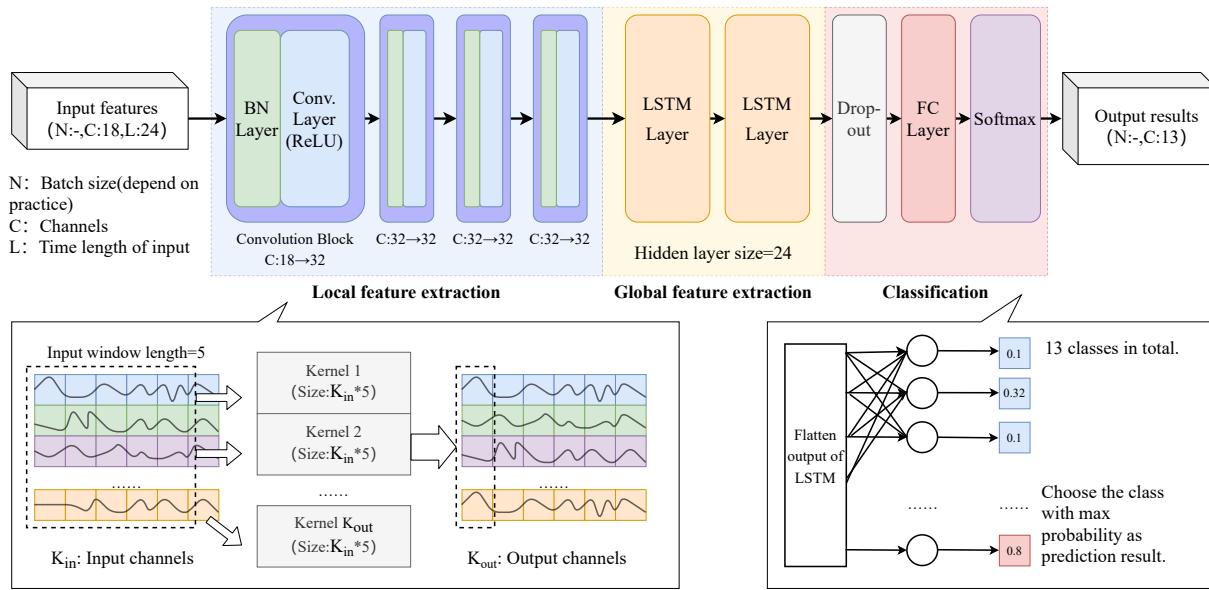 Input features
(N:-,C:18,L:24)
BN
Layer
Conv.
Layer
(ReLU)
LSTM
Layer
LSTM
Layer
Drop-
out
FC
Layer
Softmax
Output results
(N:-,C:13)
N: Batch size(depend on
practice)
C: Channels
L: Time length of input
Convolution Block
C:18→32
C:32→32
C:32→32
C:32→32
Hidden layer size=24
Local feature extraction
Global feature extraction
Classification
Input window length=5
Kernel 1
(Size:Kin*5)
Kernel 2
(Size:Kin*5)
......
Kernel Kout
(Size:Kin*5)
......
......
Kin: Input channels
Kout: Output channels
Flatten
output of
LSTM
0.1
0.32
0.1
......
......
0.8
13 classes in total.
Choose the class
with max
probability as
prediction result.